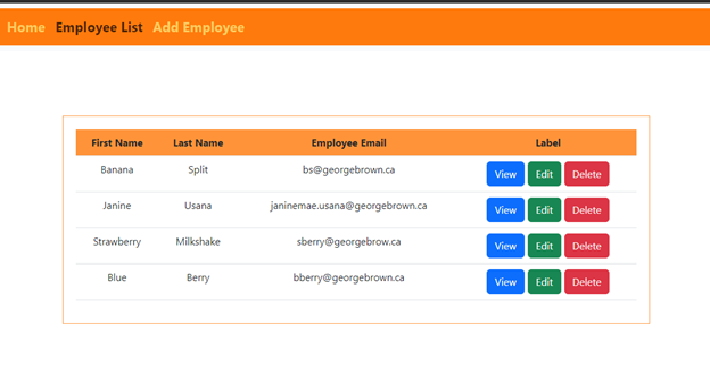 Home Employee List Add Employee
First Name Last Name Employee Email Label
Banana Split bs@georgebrown.ca View Edit Delete
Janine Usana janinemae.usana@georgebrown.ca View Edit Delete
Strawberry Milkshake sberry@georgebrow.ca View Edit Delete
Blue Berry bberry@georgebrown.ca View Edit Delete